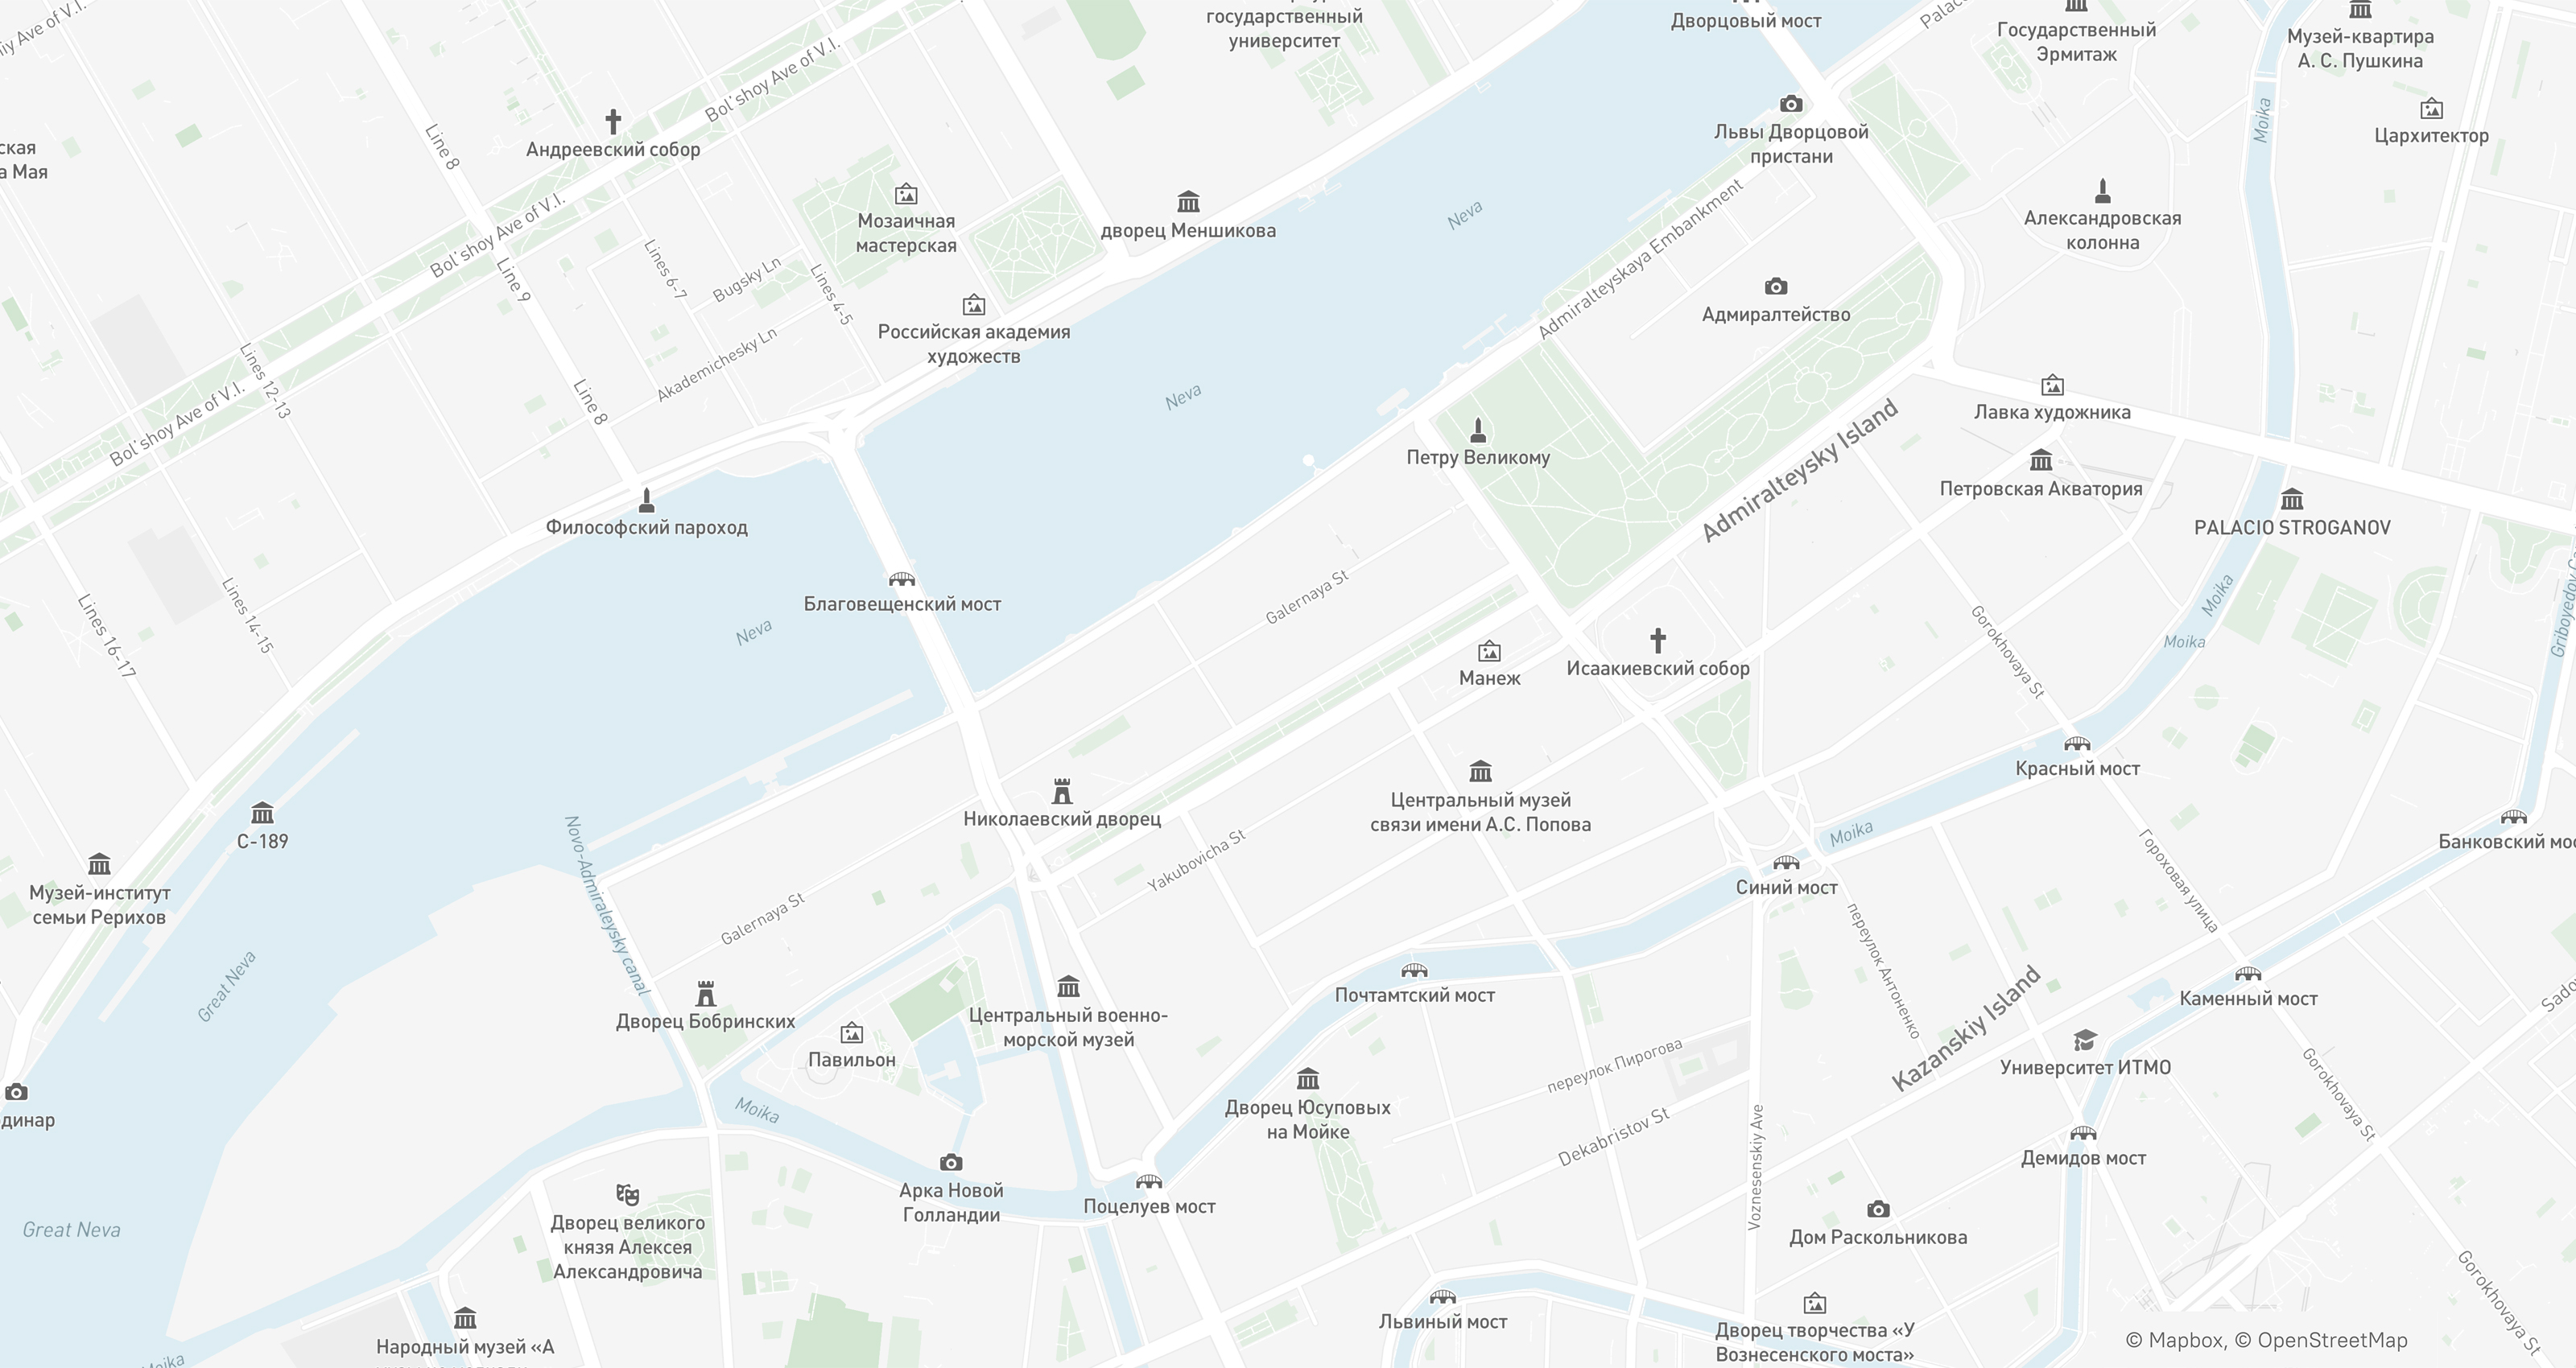 iy Ave of V.I.
государственный
университет
Дворцовый мост
Государственный
Эрмитаж
Музей-квартира
А. С. Пушкина
Bol'shoy Ave of V.I.
Line 8
Андреевский собор
ская
а Мая
Львы Дворцовой
пристани
Moika
Цархитектор
Bol'shoy Ave of V.I.
Lines 6-7
Bugsky Ln
Line 9
Lines 4-5
Мозаичная
мастерская
дворец Меншикова
Neva
Admiralteyskaya Embankment
Александровская
колонна
Адмиралтейство
Российская академия
художеств
Akademichesky Ln
Lines 12-13
Line 8
Bol'shoy Ave of V.I.
Neva
Лавка художника
Admiralteysky Island
Петру Великому
Петровская Акватория
PALACIO STROGANOV
Философский пароход
Благовещенский мост
Galernaya St
Lines 14-15
Lines 16-17
Neva
Gorokhovaya St
Moika
Moika
Манеж
Исаакиевский собор
Красный мост
Николаевский дворец
Центральный музей
связи имени А.С. Попова
С-189
Novo-Admiraleysky canal
Музей-институт
семьи Рерихов
Yakubovicha St
Moika
Синий мост
Гороховая улица
Galernaya St
переулок Антоненко
Great Neva
Почтамтский мост
Каменный мост
Дворец Бобринских
Центральный военно-
морской музей
Павильон
Kazanskiy Island
Университет ИТМО
переулок Пирогова
Gorokhovaya St
динар
Moika
Дворец Юсуповых
на Мойке
Dekabristov St
Voznesenskiy Ave
Демидов мост
Арка Новой
Голландии
Поцелуев мост
Great Neva
Дворец великого
князя Алексея
Александровича
Дом Раскольникова
Gorokhovaya St
Львиный мост
Дворец творчества «У
Вознесенского моста»
Народный музей «А
© Mapbox, © OpenStreetMap